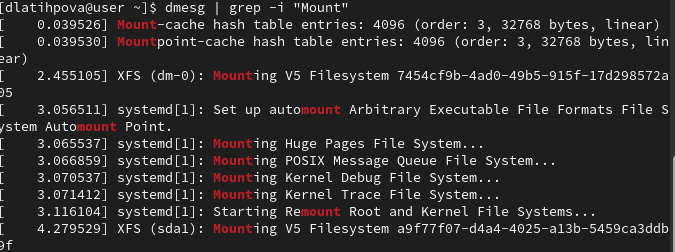 [dlatihpova@user ~]$ dmesg | grep -i "Mount"
[    0.039526] Mount-cache hash table entries: 4096 (order: 3, 32768 bytes, linear)
[    0.039530] Mountpoint-cache hash table entries: 4096 (order: 3, 32768 bytes, lin
ear)
[    2.455105] XFS (dm-0): Mounting V5 Filesystem 7454cf9b-4ad0-49b5-915f-17d298572a
05
[    3.056511] systemd[1]: Set up automount Arbitrary Executable File Formats File S
ystem Automount Point.
[    3.065537] systemd[1]: Mounting Huge Pages File System...
[    3.066859] systemd[1]: Mounting POSIX Message Queue File System...
[    3.070537] systemd[1]: Mounting Kernel Debug File System...
[    3.071412] systemd[1]: Mounting Kernel Trace File System...
[    3.116104] systemd[1]: Starting Remount Root and Kernel File Systems...
[    4.279529] XFS (sda1): Mounting V5 Filesystem a9f77f07-d4a4-4025-a13b-5459ca3ddb
9f